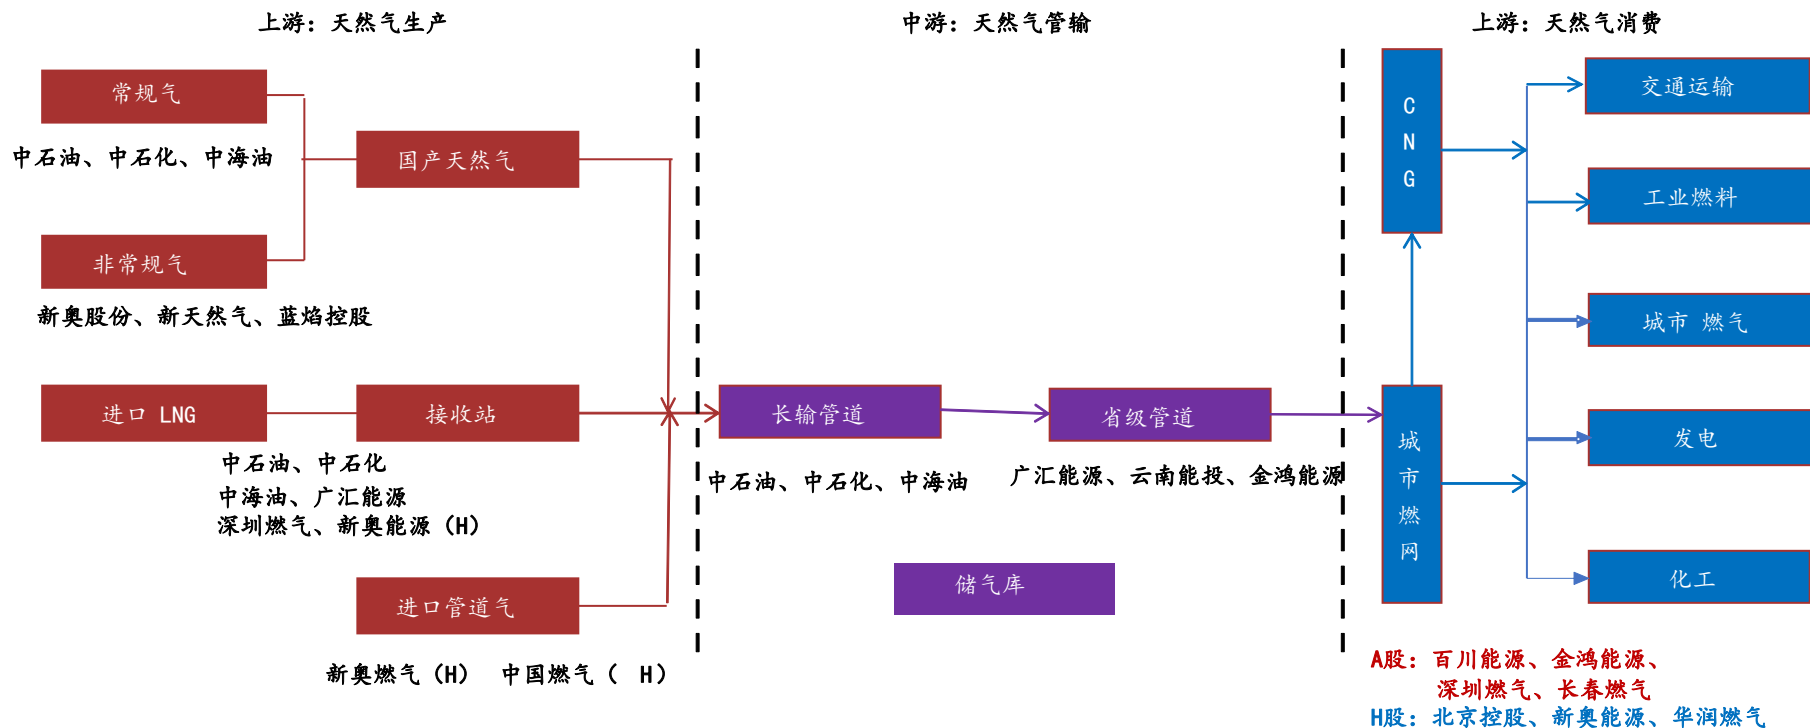 上游：天然气生产
中游：天然气管输
上游：天然气消费
常规气
中石油、中石化、中海油
国产天然气
非常规气
新奥股份、新天然气、蓝焰控股
进口 LNG
接收站
中石油、中石化
中海油、广汇能源
深圳燃气、新奥能源（H）
进口管道气
新奥燃气（H） 中国燃气（ H）
长输管道
中石油、中石化、中海油
省级管道
广汇能源、云南能投、金鸿能源
储气库
CNG
城市燃网
交通运输
工业燃料
城市 燃气
发电
化工
A股：百川能源、金鸿能源、
深圳燃气、长春燃气
H股：北京控股、新奥能源、华润燃气